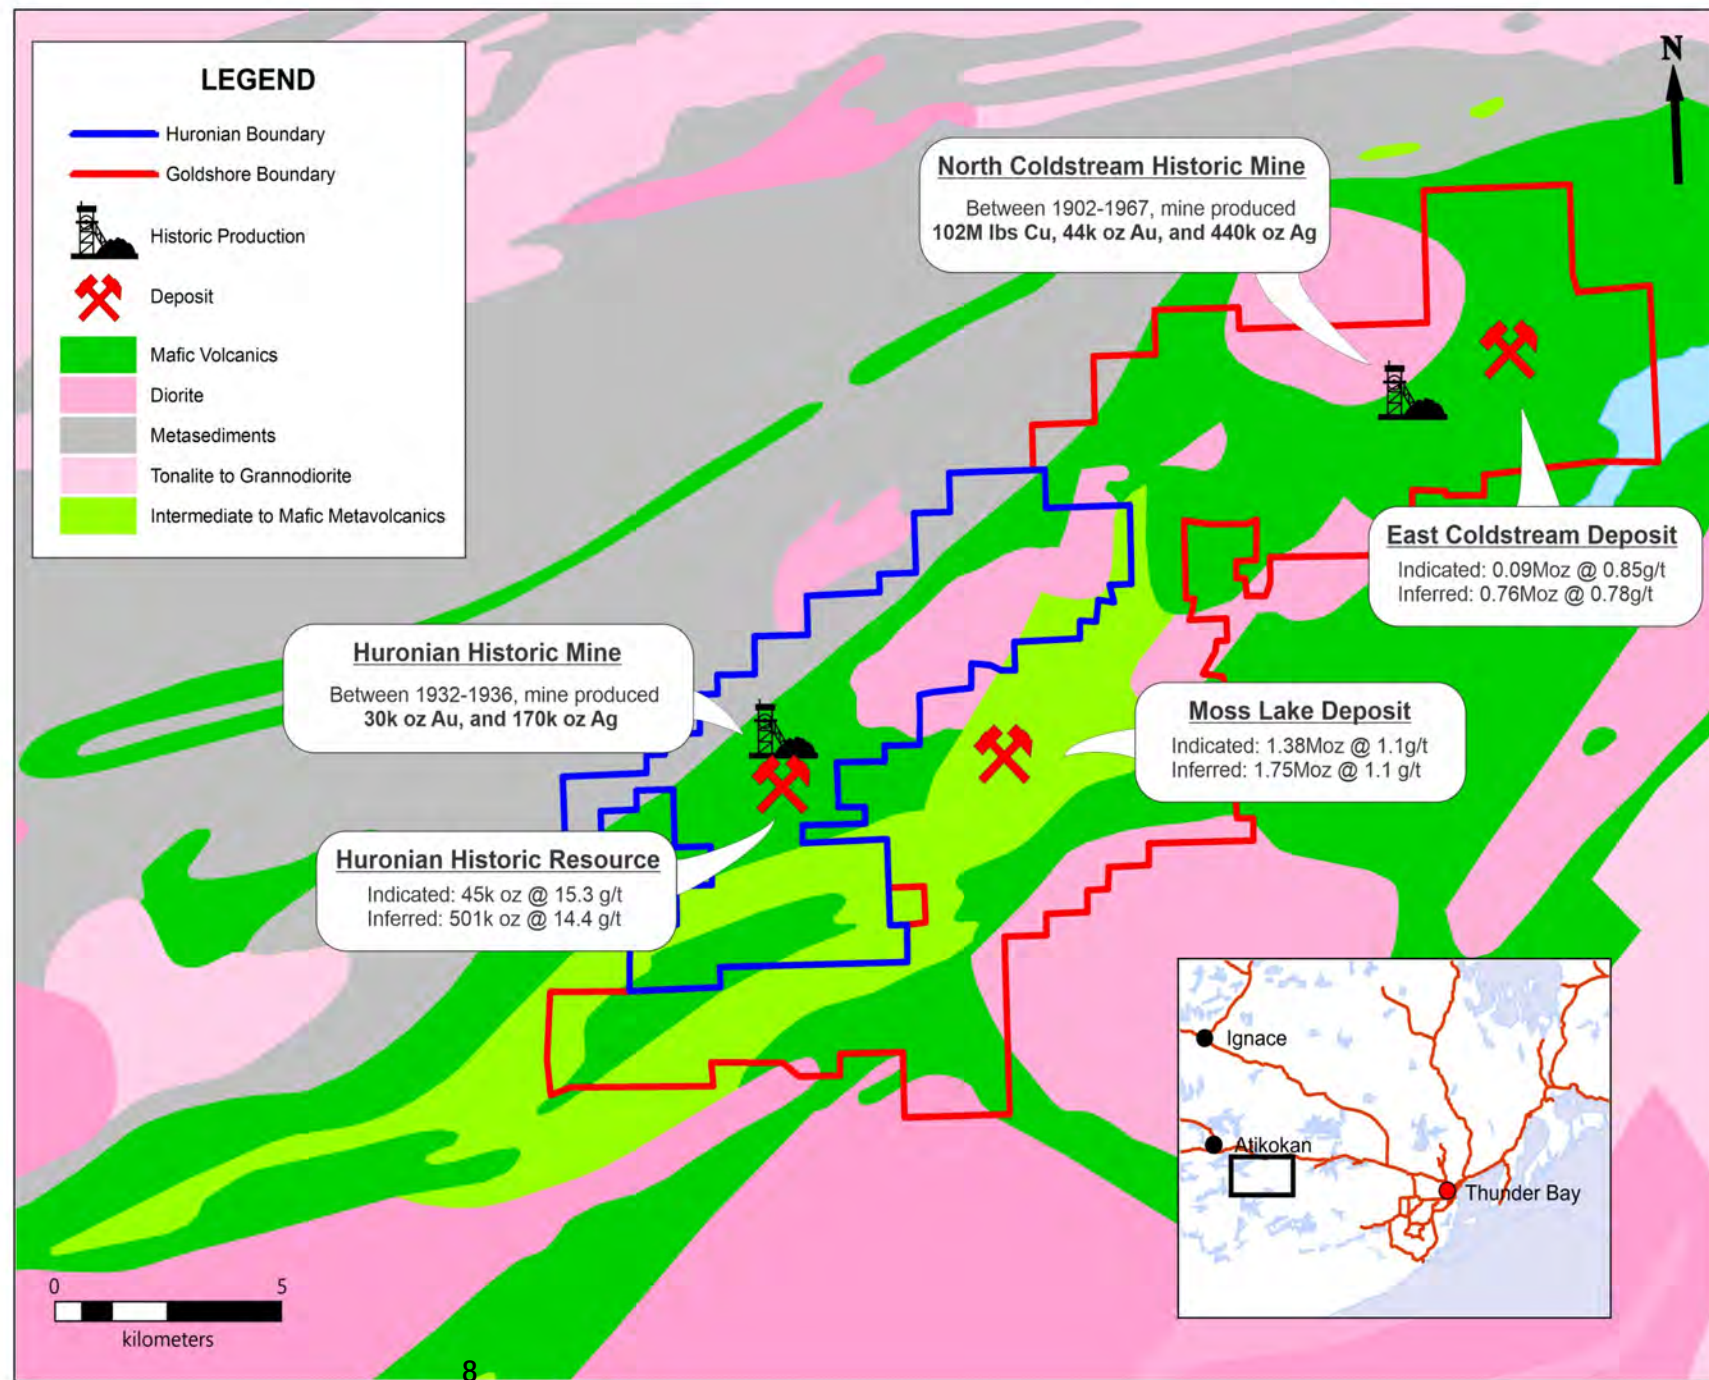 LEGEND
Huronian Boundary
Goldshore Boundary
Historic Production
Deposit
Mafic Volcanics
Diorite
Metasediments
Tonalite to Grannodiorite
Intermediate to Mafic Metavolcanics
N
North Coldstream Historic Mine
Between 1902-1967, mine produced
102M lbs Cu, 44k oz Au, and 440k oz Ag
East Coldstream Deposit
Indicated: 0.09Moz @ 0.85g/t
Inferred: 0.76Moz @ 0.78g/t
Huronian Historic Mine
Between 1932-1936, mine produced
30k oz Au, and 170k oz Ag
Moss Lake Deposit
Indicated: 1.38Moz @ 1.1g/t
Inferred: 1.75Moz @ 1.1 g/t
Huronian Historic Resource
Indicated: 45k oz @ 15.3 g/t
Inferred: 501k oz @ 14.4 g/t
Ignace
Atikokan
Thunder Bay
0 5
kilometers
8